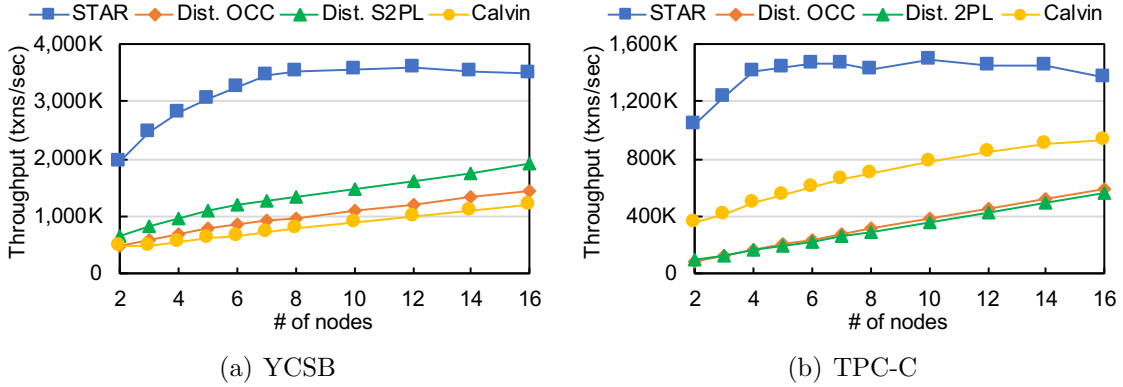 STAR Dist. OCC Dist. S2PL Calvin
4,000K
3,000K
2,000K
1,000K
0
Throughput (txns/sec)
2 4 6 8 10 12 14 16
# of nodes
(a) YCSB
STAR Dist. OCC Dist. 2PL Calvin
1,600K
1,200K
800K
400K
0
Throughput (txns/sec)
2 4 6 8 10 12 14 16
# of nodes
(b) TPC-C